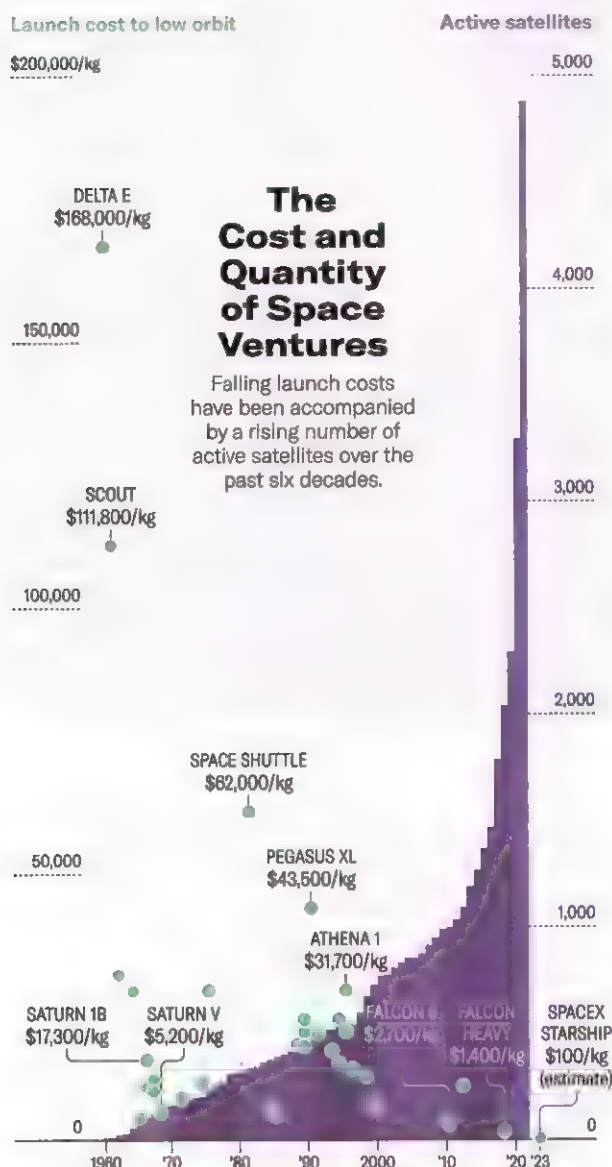 Launch cost to low orbit
Active satellites
$200,000/kg
5,000
The
Cost and
Quantity
of Space
Ventures
Falling launch costs
have been accompanied
by a rising number of
active satellites over the
past six decades.
DELTA E
$168,000/kg
4,000
150,000
SCOUT
$111,800/kg
3,000
100,000
2,000
SPACE SHUTTLE
$62,000/kg
50,000
PEGASUS XL
$43,500/kg
1,000
ATHENA 1
$31,700/kg
SATURN 1B
$17,300/kg
SATURN V
$5,200/kg
FALCON
$2,700/kg
FALCON
HEAVY
$1,400/kg
SPACEX
STARSHIP
$100/kg
(estimate)
0
0
1960
'70
'80
'90
2000
'10
'20
'23